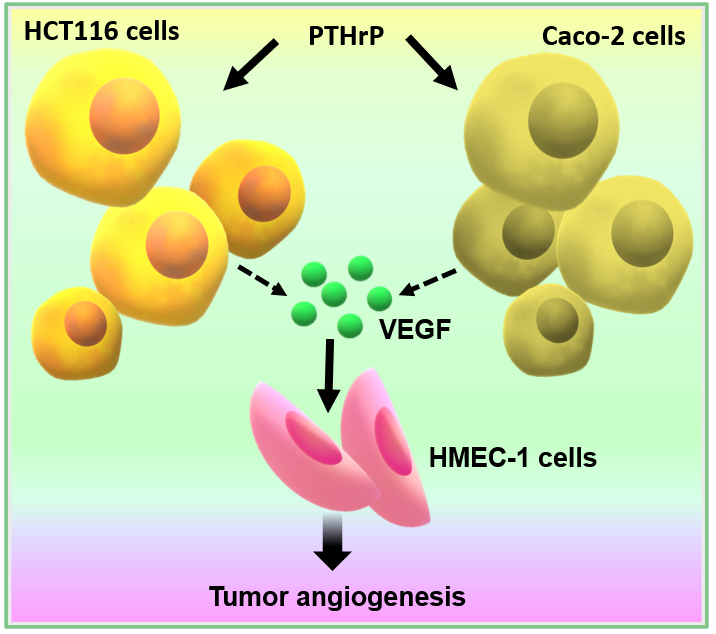 HCT116 cells
PTHrP
Caco-2 cells
VEGF
HMEC-1 cells
Tumor angiogenesis